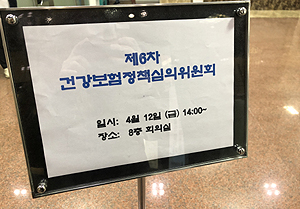 제6차
건강보험정책심의위원회
일시: 4월 12일 (금) 14:00~
장소: 8층 회의실